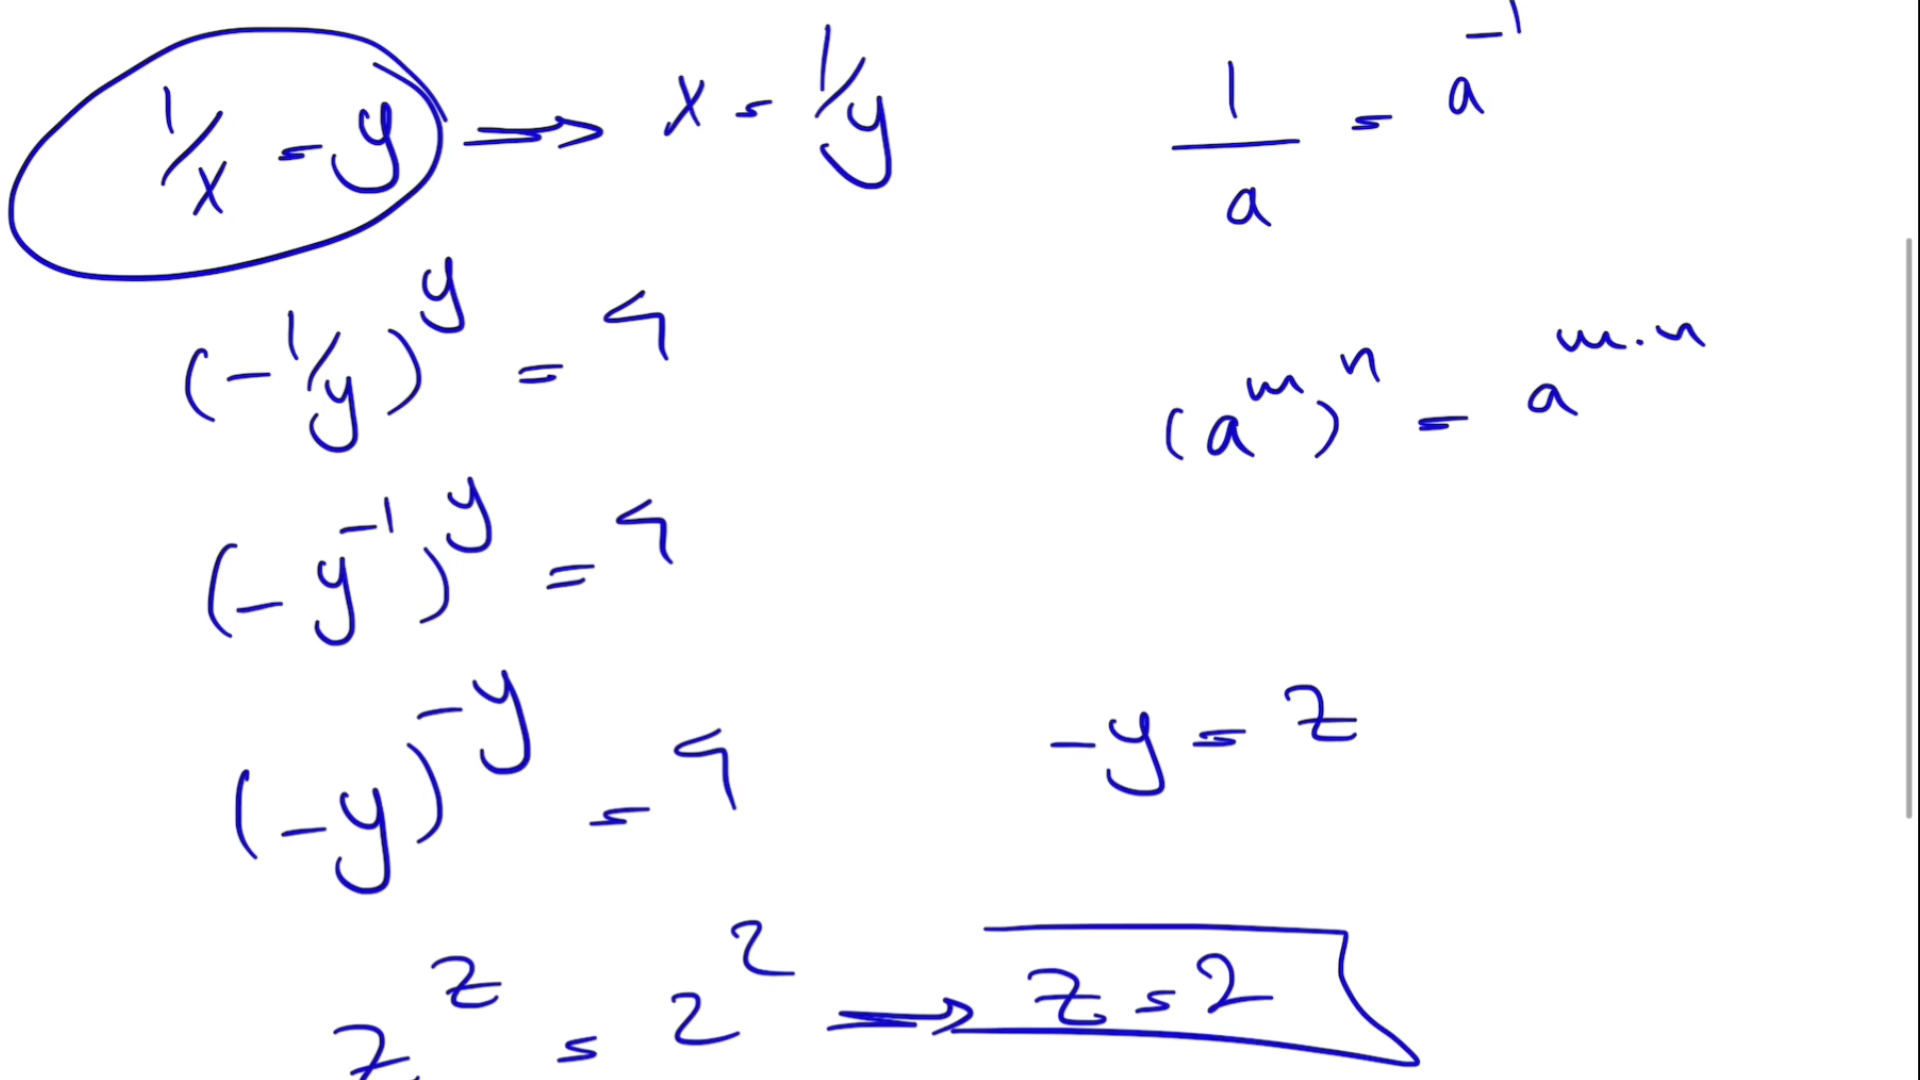 1/x = y ⟹ x = 1/y
1/a = a^-1
(-1/y)^y = 4
(a^m)^n = a^m·n
(-y^-1)^y = 4
(-y)^-y = 4
-y = z
z^z = 2^2 ⟹ z = 2